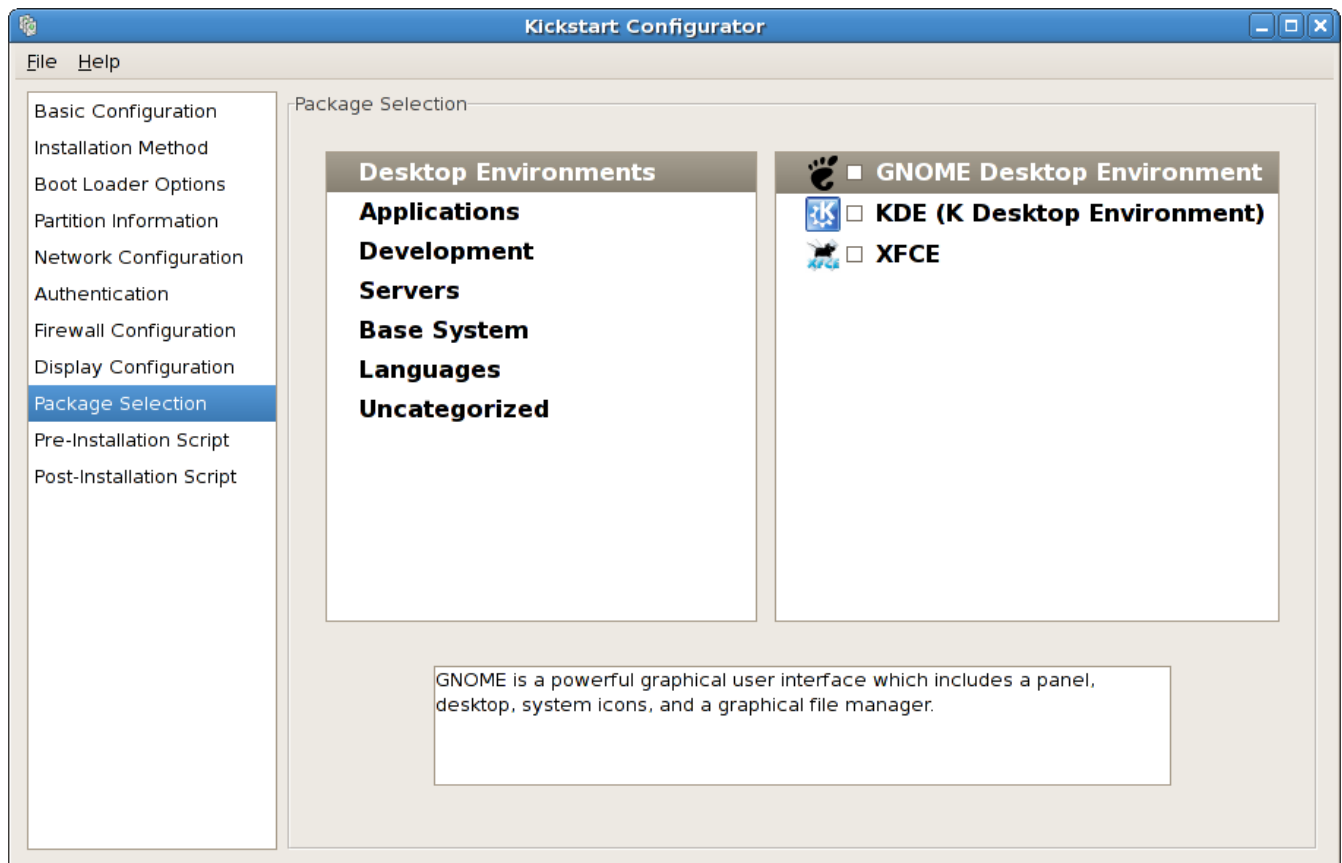 Kickstart Configurator
File Help
Basic Configuration
Installation Method
Boot Loader Options
Partition Information
Network Configuration
Authentication
Firewall Configuration
Display Configuration
Package Selection
Pre-Installation Script
Post-Installation Script
Package Selection
Desktop Environments
Applications
Development
Servers
Base System
Languages
Uncategorized
GNOME Desktop Environment
K KDE (K Desktop Environment)
XFCE XFCE
GNOME is a powerful graphical user interface which includes a panel,
desktop, system icons, and a graphical file manager.